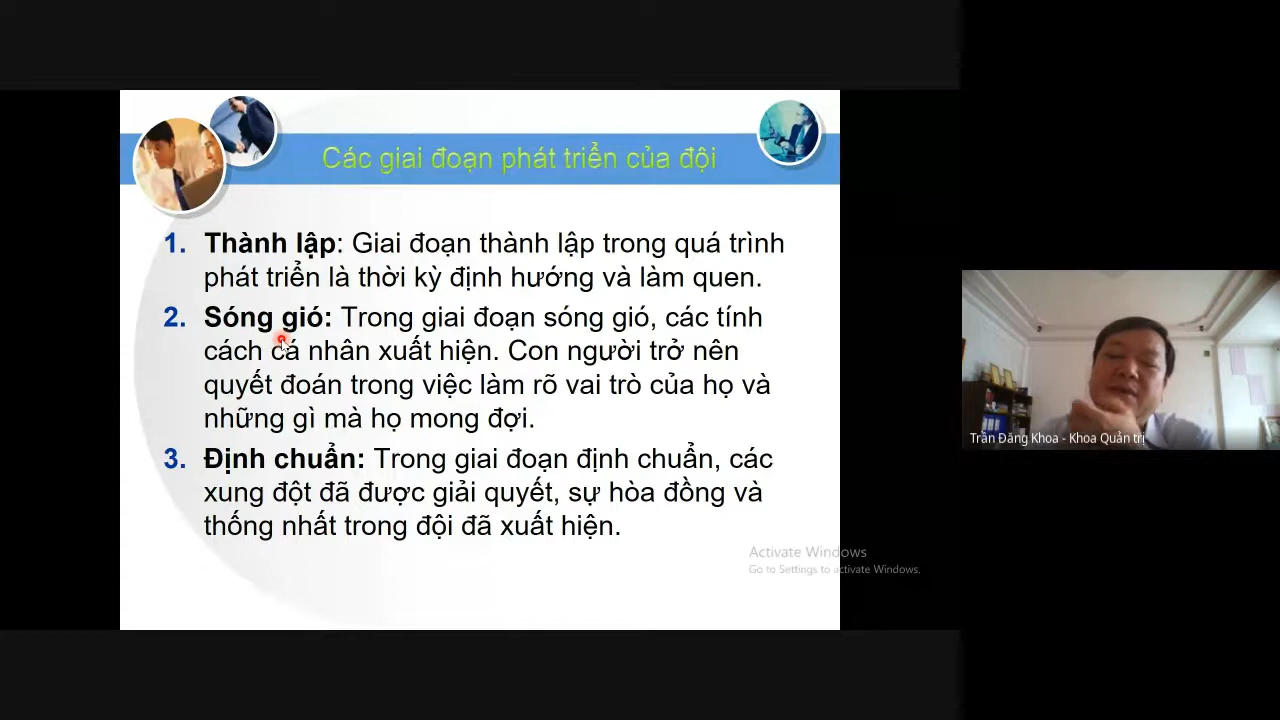 Các giai đoạn phát triển của đội
1. Thành lập: Giai đoạn thành lập trong quá trình
phát triển là thời kỳ định hướng và làm quen.
2. Sóng gió: Trong giai đoạn sóng gió, các tính
cách cá nhân xuất hiện. Con người trở nên
quyết đoán trong việc làm rõ vai trò của họ và
những gì mà họ mong đợi.
3. Định chuẩn: Trong giai đoạn định chuẩn, các
xung đột đã được giải quyết, sự hòa đồng và
thống nhất trong đội đã xuất hiện.
Activate Windows
Go to Settings to activate Windows.
Trần Đăng Khoa - Khoa Quản trị